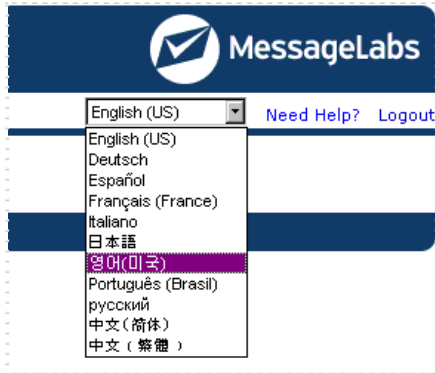 MessageLabs
English (US) Need Help? Logout
English (US)
Deutsch
Español
Français (France)
Italiano
日本語
영어(미국)
Português (Brasil)
русский
中文(简体)
中文(繁體)